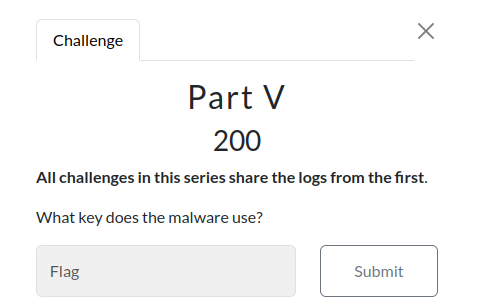 Challenge
Part V
200
All challenges in this series share the logs from the first.
What key does the malware use?
Flag
Submit